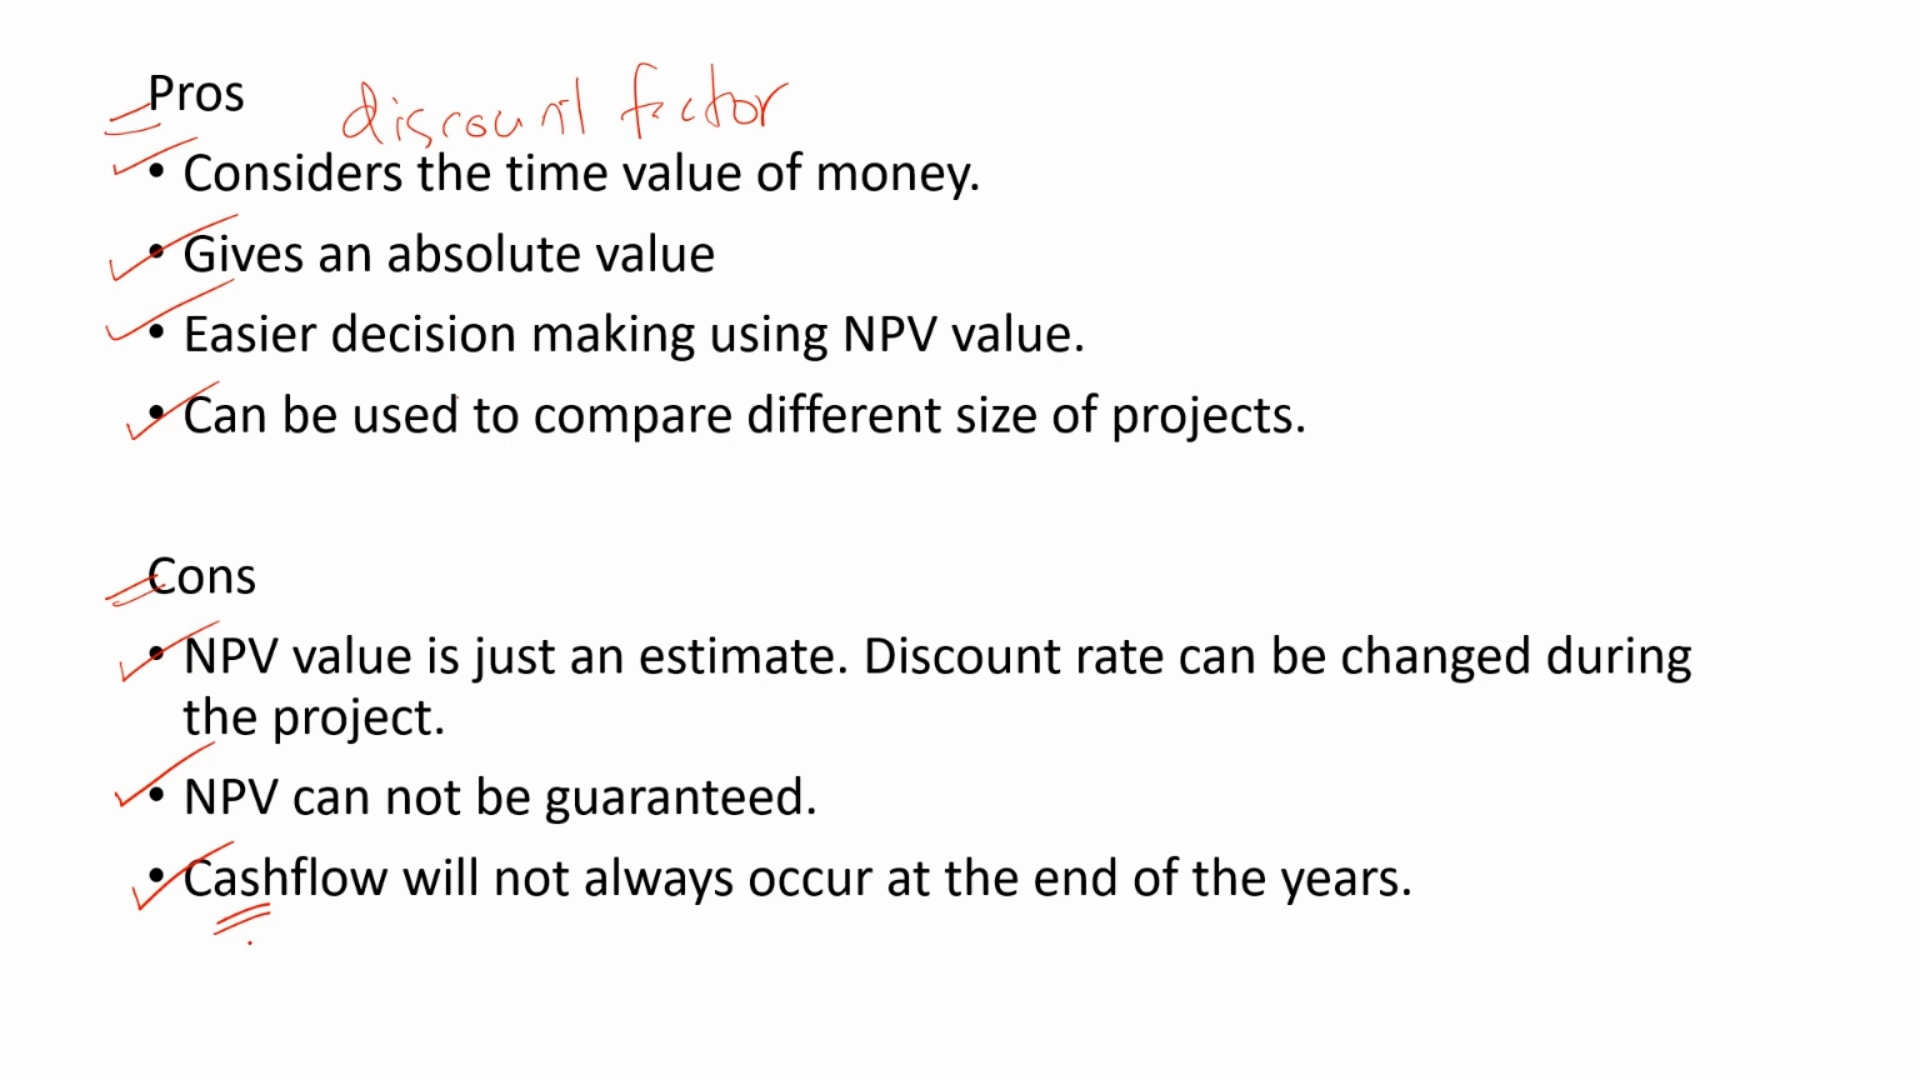 Pros
discount factor
• Considers the time value of money.
• Gives an absolute value
• Easier decision making using NPV value.
• Can be used to compare different size of projects.
Cons
• NPV value is just an estimate. Discount rate can be changed during
the project.
• NPV can not be guaranteed.
• Cashflow will not always occur at the end of the years.